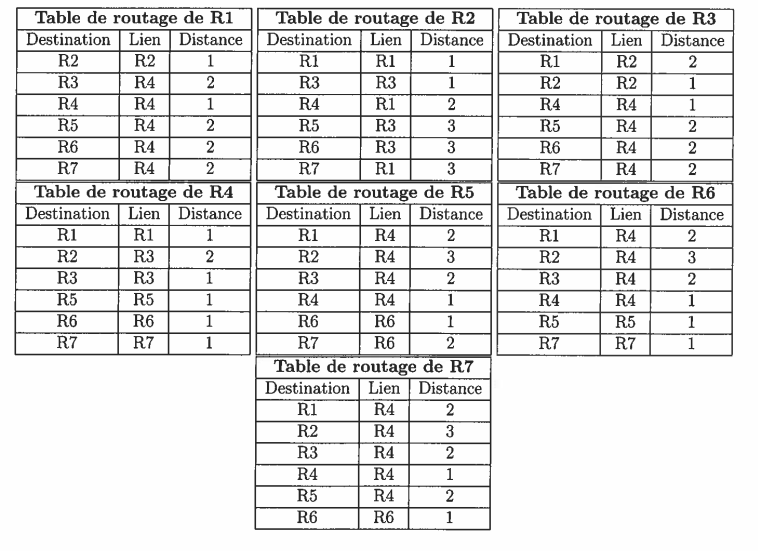 Table de routage de R1
Destination Lien Distance
R2 R2 1
R3 R4 2
R4 R4 1
R5 R4 2
R6 R4 2
R7 R4 2
Table de routage de R2
Destination Lien Distance
R1 R1 1
R3 R3 1
R4 R1 2
R5 R3 3
R6 R3 3
R7 R1 3
Table de routage de R3
Destination Lien Distance
R1 R2 2
R2 R2 1
R4 R4 1
R5 R4 2
R6 R4 2
R7 R4 2
Table de routage de R4
Destination Lien Distance
R1 R1 1
R2 R3 2
R3 R3 1
R5 R5 1
R6 R6 1
R7 R7 1
Table de routage de R5
Destination Lien Distance
R1 R4 2
R2 R4 3
R3 R4 2
R4 R4 1
R6 R6 1
R7 R6 2
Table de routage de R6
Destination Lien Distance
R1 R4 2
R2 R4 3
R3 R4 2
R4 R4 1
R5 R5 1
R7 R7 1
Table de routage de R7
Destination Lien Distance
R1 R4 2
R2 R4 3
R3 R4 2
R4 R4 1
R5 R4 2
R6 R6 1